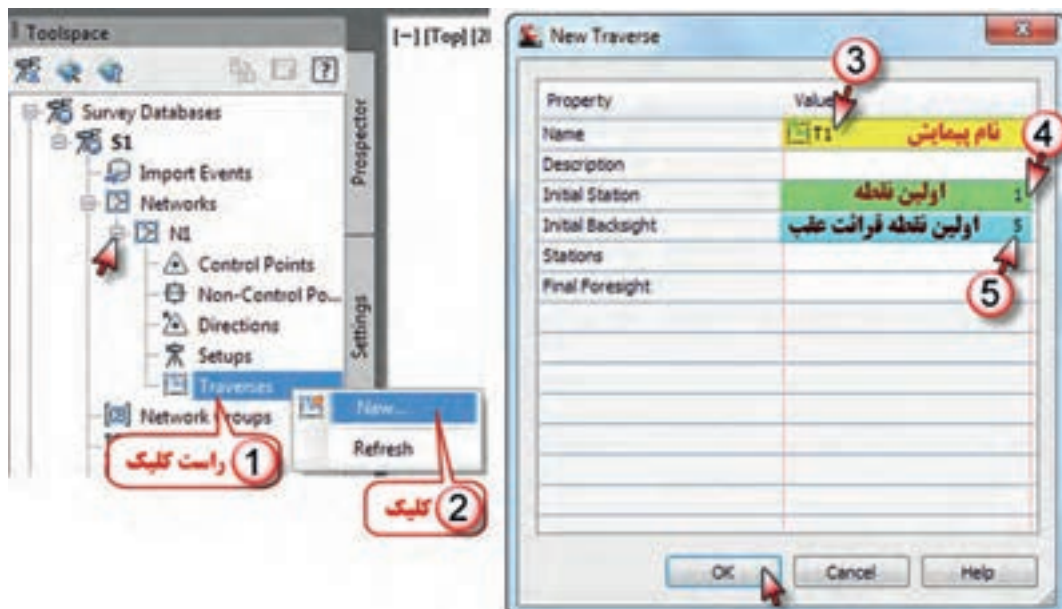 Toolspace
[−] [Top] [2
Survey Databases
S1
Import Events
Networks
N1
Control Points
Non-Control Po...
Directions
Setups
Traverses
Network Groups
Prospector
Settings
New...
Refresh
1 راست کلیک
2 کلیک
New Traverse
3
Property Value
Name T1 نام پیمایش
4
Description
Initial Station اولین نقطه 1
Initial Backsight اولین نقطه قرائت عقب 5
Stations
5
Final Foresight
OK Cancel Help